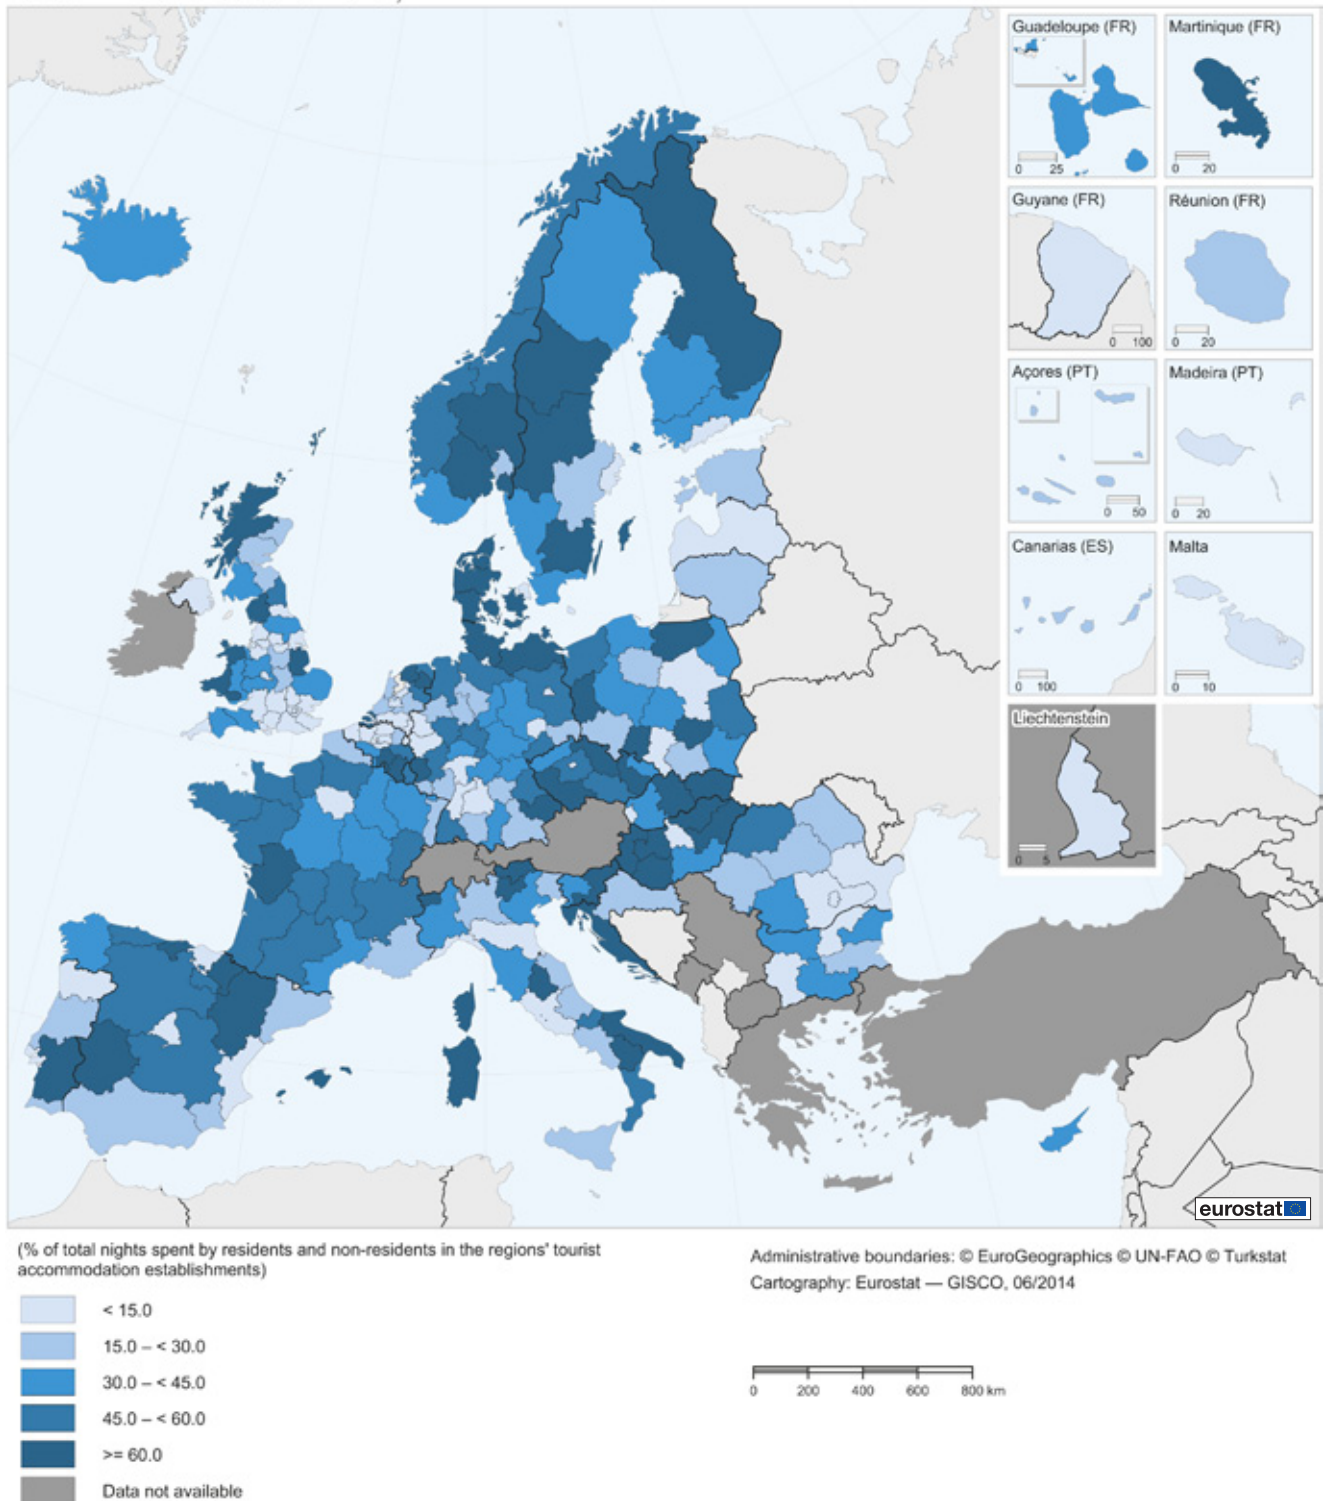 Guadeloupe (FR)
0 25
Martinique (FR)
0 20
Guyane (FR)
0 100
Réunion (FR)
0 20
Açores (PT)
0 50
Madeira (PT)
0 20
Canarias (ES)
0 100
Malta
0 10
Liechtenstein
0 5
eurostat
(% of total nights spent by residents and non-residents in the regions' tourist
accommodation establishments)
< 15.0
15.0 – < 30.0
30.0 – < 45.0
45.0 – < 60.0
>= 60.0
Data not available
Administrative boundaries: © EuroGeographics © UN-FAO © Turkstat
Cartography: Eurostat — GISCO, 06/2014
0 200 400 600 800 km